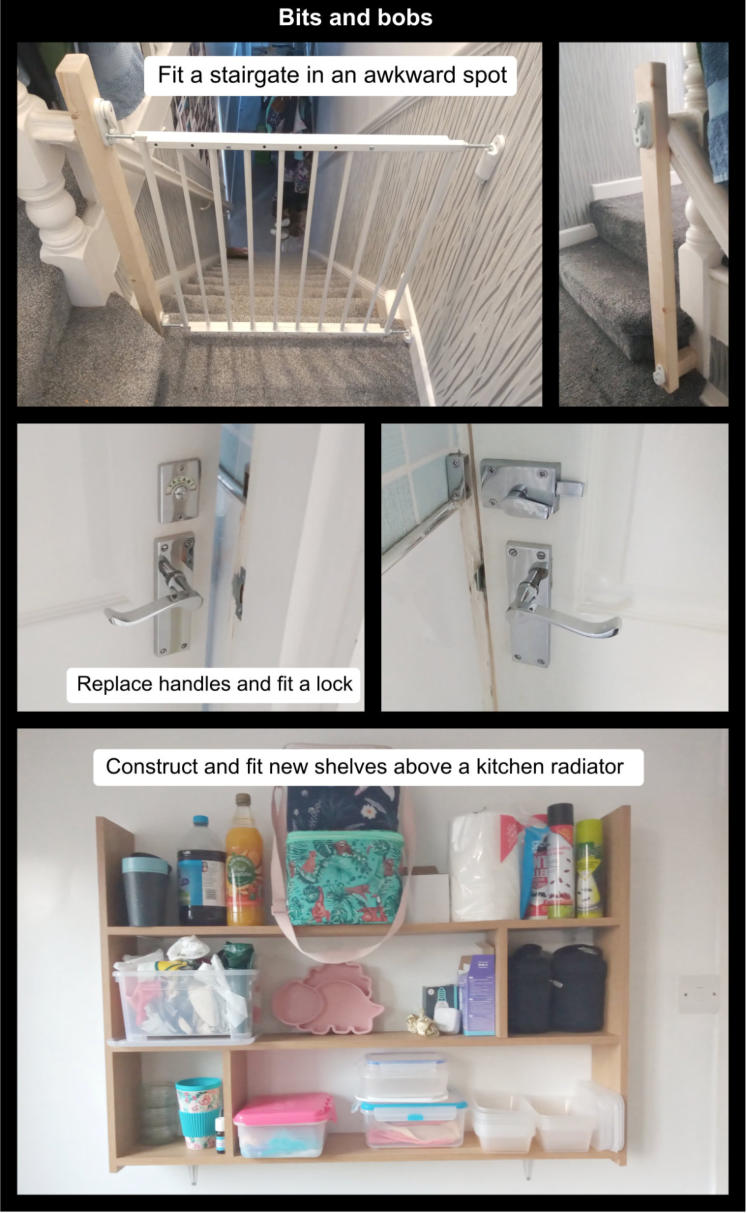 Bits and bobs
Fit a stairgate in an awkward spot
Replace handles and fit a lock
Construct and fit new shelves above a kitchen radiator